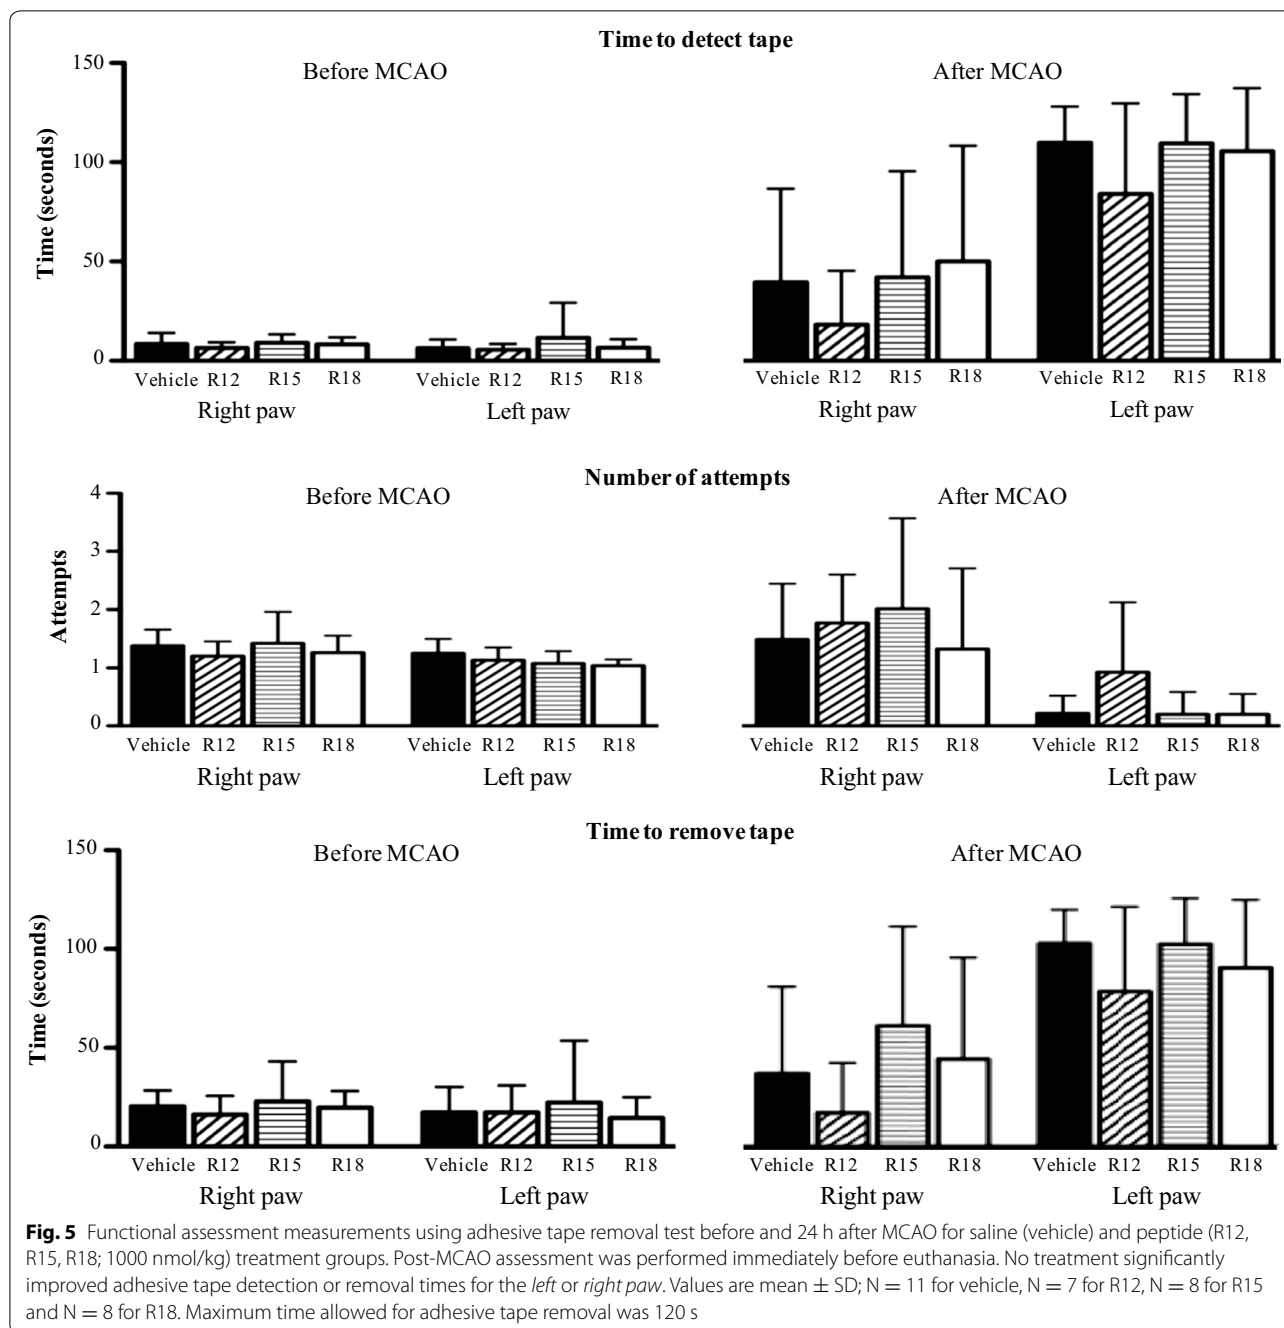 Time to detect tape
Before MCAO
After MCAO
150
100
50
0
Time (seconds)
Vehicle R12 R15 R18 Vehicle R12 R15 R18
Right paw Left paw
Vehicle R12 R15 R18 Vehicle R12 R15 R18
Right paw Left paw
Number of attempts
Before MCAO
After MCAO
4
3
2
1
0
Attempts
Vehicle R12 R15 R18 Vehicle R12 R15 R18
Right paw Left paw
Vehicle R12 R15 R18 Vehicle R12 R15 R18
Right paw Left paw
Time to remove tape
Before MCAO
After MCAO
150
100
50
0
Time (seconds)
Vehicle R12 R15 R18 Vehicle R12 R15 R18
Right paw Left paw
Vehicle R12 R15 R18 Vehicle R12 R15 R18
Right paw Left paw
Fig. 5 Functional assessment measurements using adhesive tape removal test before and 24 h after MCAO for saline (vehicle) and peptide (R12,
R15, R18; 1000 nmol/kg) treatment groups. Post-MCAO assessment was performed immediately before euthanasia. No treatment significantly
improved adhesive tape detection or removal times for the left or right paw. Values are mean ± SD; N = 11 for vehicle, N = 7 for R12, N = 8 for R15
and N = 8 for R18. Maximum time allowed for adhesive tape removal was 120 s